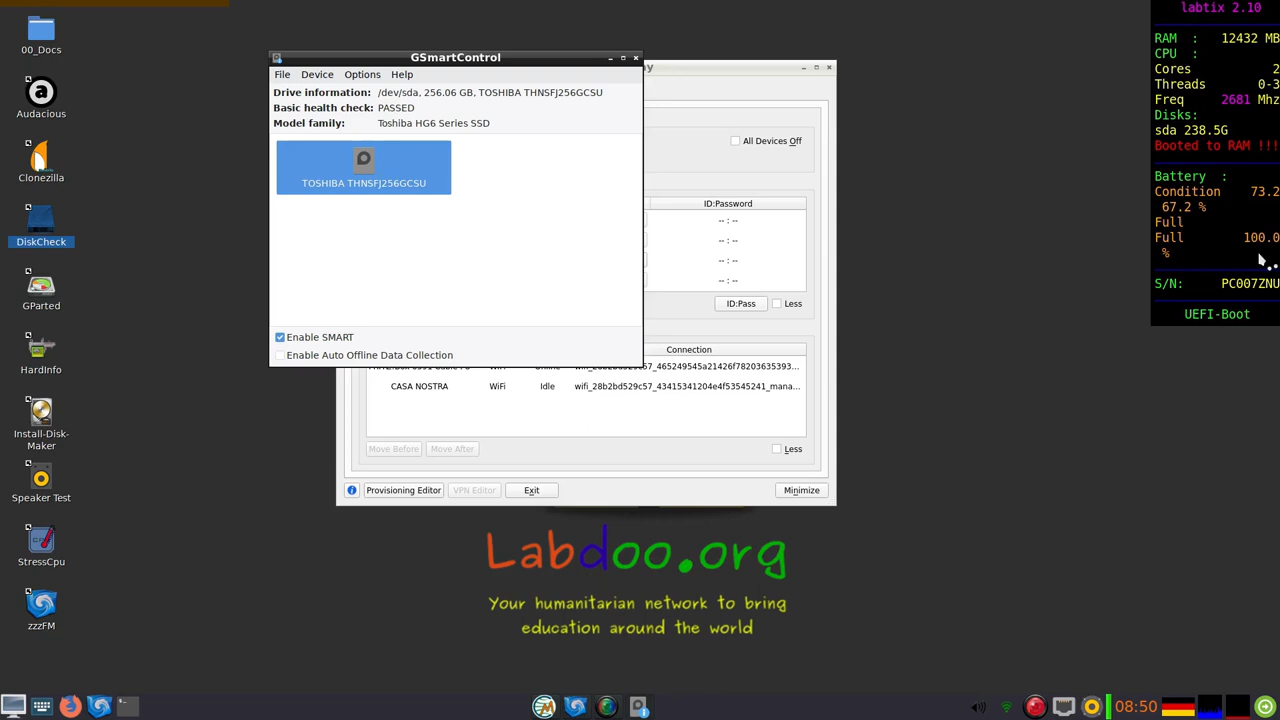 GSmartControl
File Device Options Help
Drive information: /dev/sda, 256.06 GB, TOSHIBA THNSFJ256GCSU
Basic health check: PASSED
Model family: Toshiba HG6 Series SSD
TOSHIBA THNSFJ256GCSU
Enable SMART
Enable Auto Offline Data Collection
All Devices Off
ID:Password
-- : --
-- : --
-- : --
-- : --
ID:Pass
Less
Connection
wifi_28b2bd529c57_465249545a21426f78203635393...
CASA NOSTRA WiFi Idle wifi_28b2bd529c57_43415341204e4f53545241_mana...
Move Before Move After Less
Provisioning Editor VPN Editor Exit Minimize
00_Docs
Audacious
Clonezilla
DiskCheck
GParted
HardInfo
Install-Disk-
Maker
Speaker Test
StressCpu
zzzFM
labtix 2.10
RAM : 12432 MB
CPU :
Cores 2
Threads 0-3
Freq 2681 Mhz
Disks:
sda 238.5G
Booted to RAM !!!
Battery :
Condition 73.2
67.2 %
Full
Full 100.0
%
S/N: PC007ZNU
UEFI-Boot
Labdoo.org
Your humanitarian network to bring
education around the world
08:50